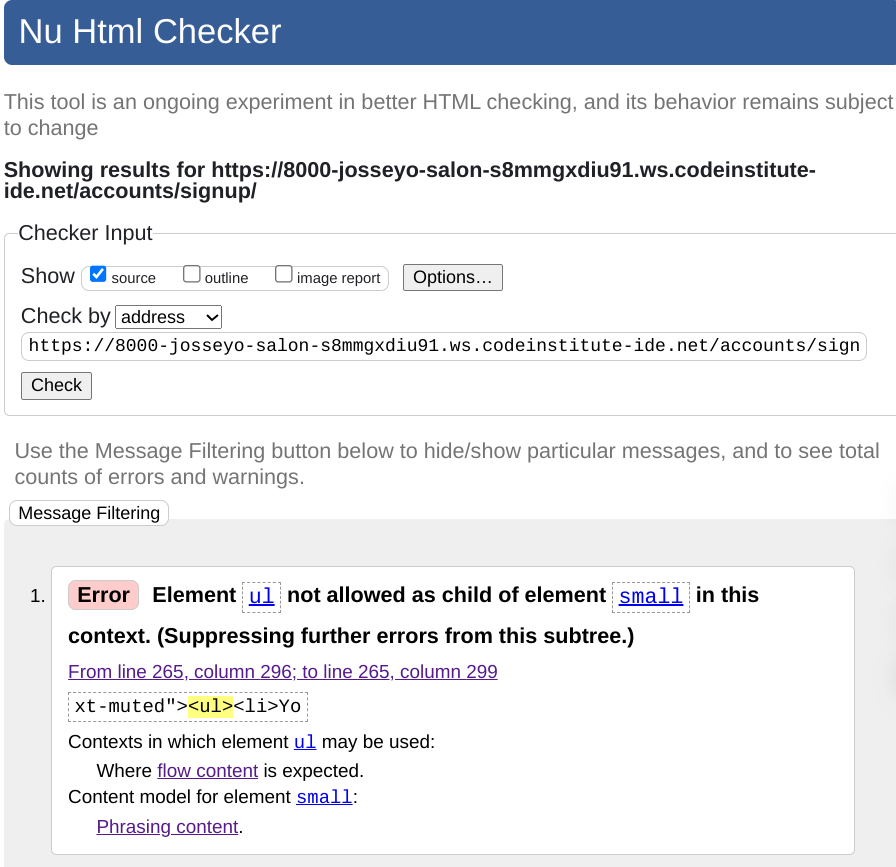 Nu Html Checker
This tool is an ongoing experiment in better HTML checking, and its behavior remains subject
to change
Showing results for https://8000-josseyo-salon-s8mmgxdiu91.ws.codeinstitute-
ide.net/accounts/signup/
Checker Input
Show source outline image report Options…
Check by address
https://8000-josseyo-salon-s8mmgxdiu91.ws.codeinstitute-ide.net/accounts/sign
Check
Use the Message Filtering button below to hide/show particular messages, and to see total
counts of errors and warnings.
Message Filtering
1. Error Element ul not allowed as child of element small in this
context. (Suppressing further errors from this subtree.)
From line 265, column 296; to line 265, column 299
xt-muted"><ul><li>Yo
Contexts in which element ul may be used:
Where flow content is expected.
Content model for element small:
Phrasing content.